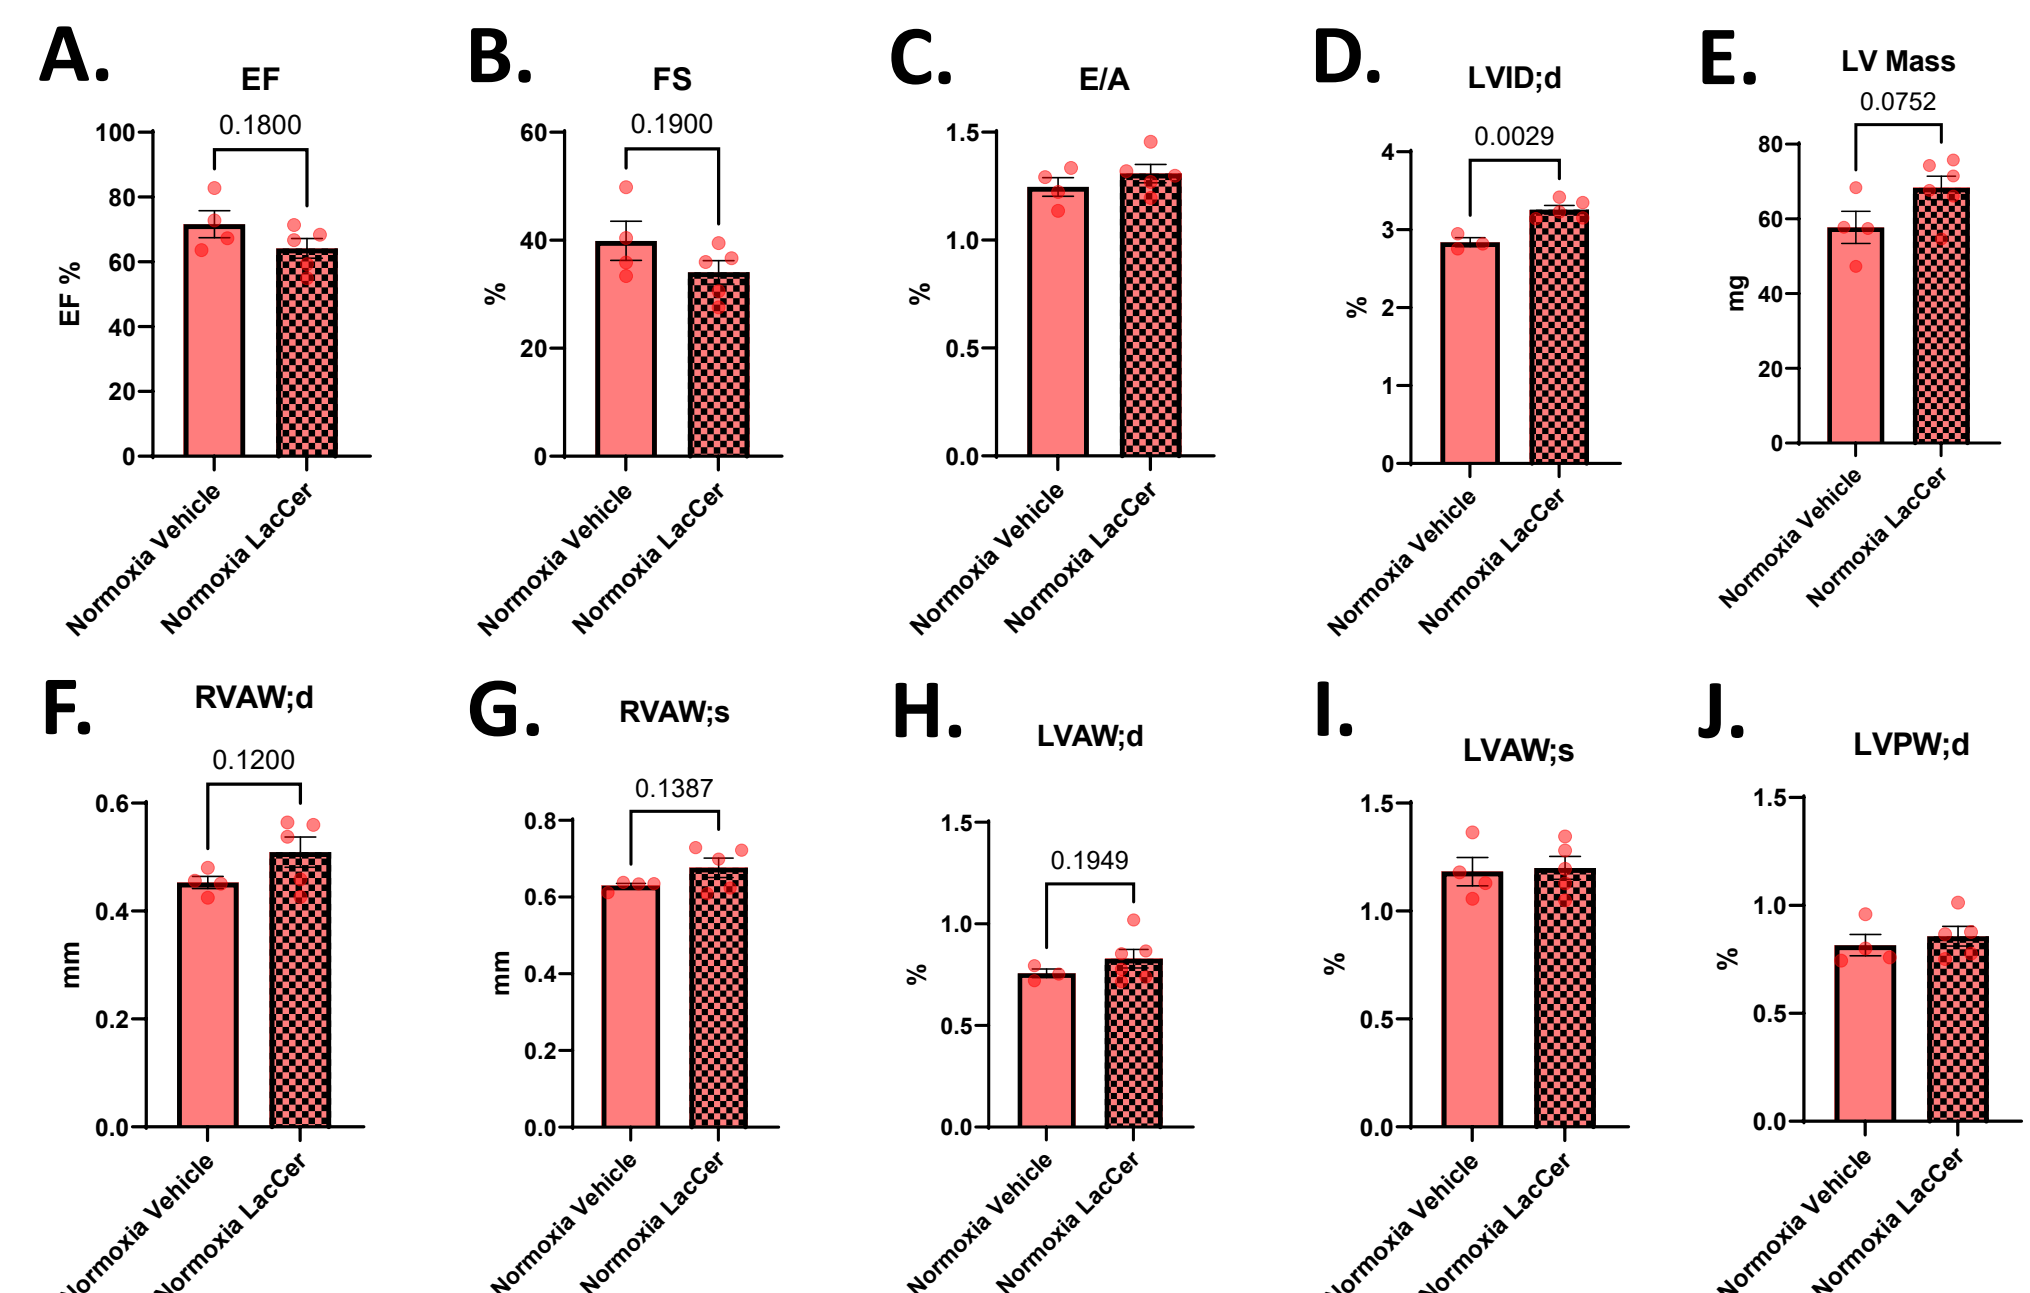 A.
EF
0.1800
EF %
100
80
60
40
20
0
Normoxia Vehicle
Normoxia LacCer
B.
FS
0.1900
%
60
40
20
0
Normoxia Vehicle
Normoxia LacCer
C.
E/A
%
1.5
1.0
0.5
0.0
Normoxia Vehicle
Normoxia LacCer
D.
LVID;d
0.0029
%
4
3
2
1
0
Normoxia Vehicle
Normoxia LacCer
E.
LV Mass
0.0752
mg
80
60
40
20
0
Normoxia Vehicle
Normoxia LacCer
F.
RVAW;d
0.1200
mm
0.6
0.4
0.2
0.0
Normoxia Vehicle
Normoxia LacCer
G.
RVAW;s
0.1387
mm
0.8
0.6
0.4
0.2
0.0
Normoxia Vehicle
Normoxia LacCer
H.
LVAW;d
0.1949
%
1.5
1.0
0.5
0.0
Normoxia Vehicle
Normoxia LacCer
I.
LVAW;s
%
1.5
1.0
0.5
0.0
Normoxia Vehicle
Normoxia LacCer
J.
LVPW;d
%
1.5
1.0
0.5
0.0
Normoxia Vehicle
Normoxia LacCer